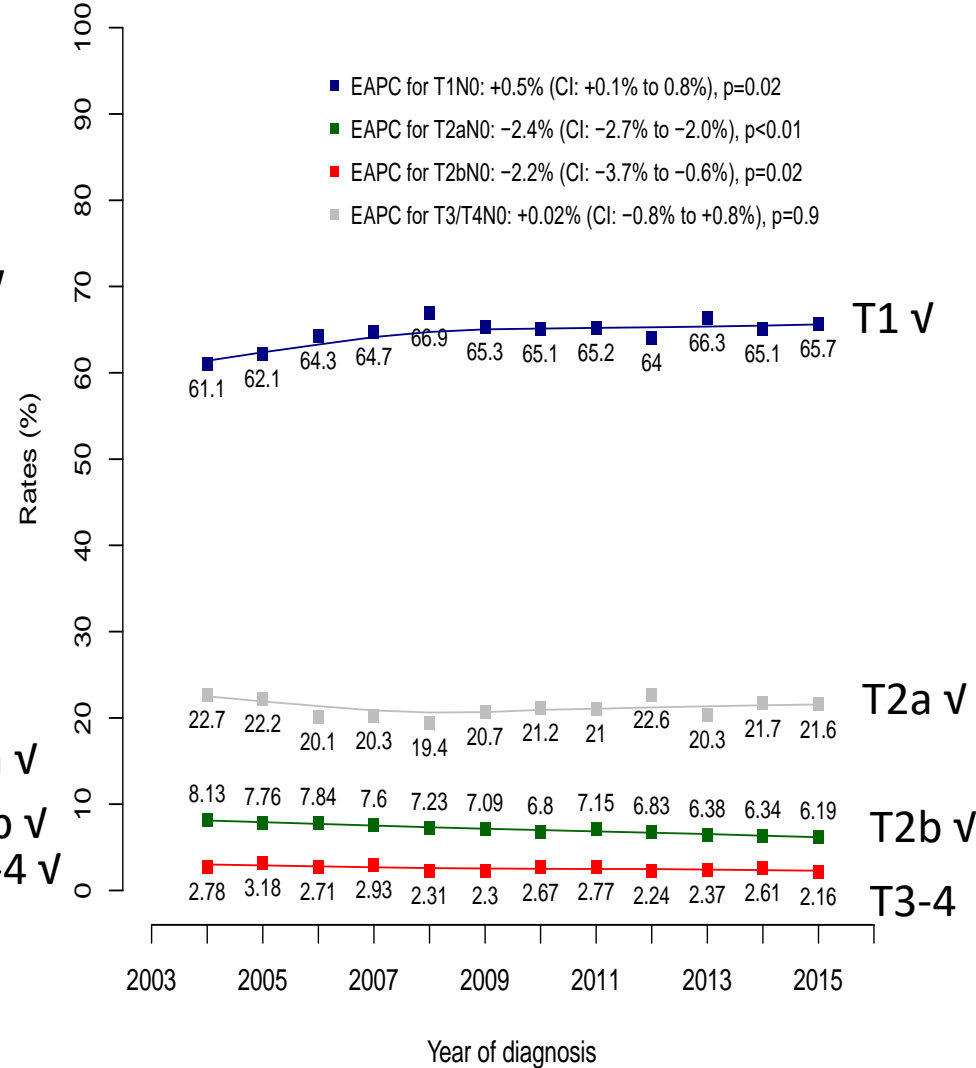 100
90
80
70
60
50
40
30
20
10
0
Rates (%)
EAPC for T1N0: +0.5% (CI: +0.1% to 0.8%), p=0.02
EAPC for T2aN0: −2.4% (CI: −2.7% to −2.0%), p<0.01
EAPC for T2bN0: −2.2% (CI: −3.7% to −0.6%), p=0.02
EAPC for T3/T4N0: +0.02% (CI: −0.8% to +0.8%), p=0.9
61.1 62.1 64.3 64.7 66.9 65.3 65.1 65.2 64 66.3 65.1 65.7
T1 √
22.7 22.2 20.1 20.3 19.4 20.7 21.2 21 22.6 20.3 21.7 21.6
T2a √
√
8.13 7.76 7.84 7.6 7.23 7.09 6.8 7.15 6.83 6.38 6.34 6.19
b √
T2b √
-4 √
2.78 3.18 2.71 2.93 2.31 2.3 2.67 2.77 2.24 2.37 2.61 2.16
T3-4
2003 2005 2007 2009 2011 2013 2015
Year of diagnosis